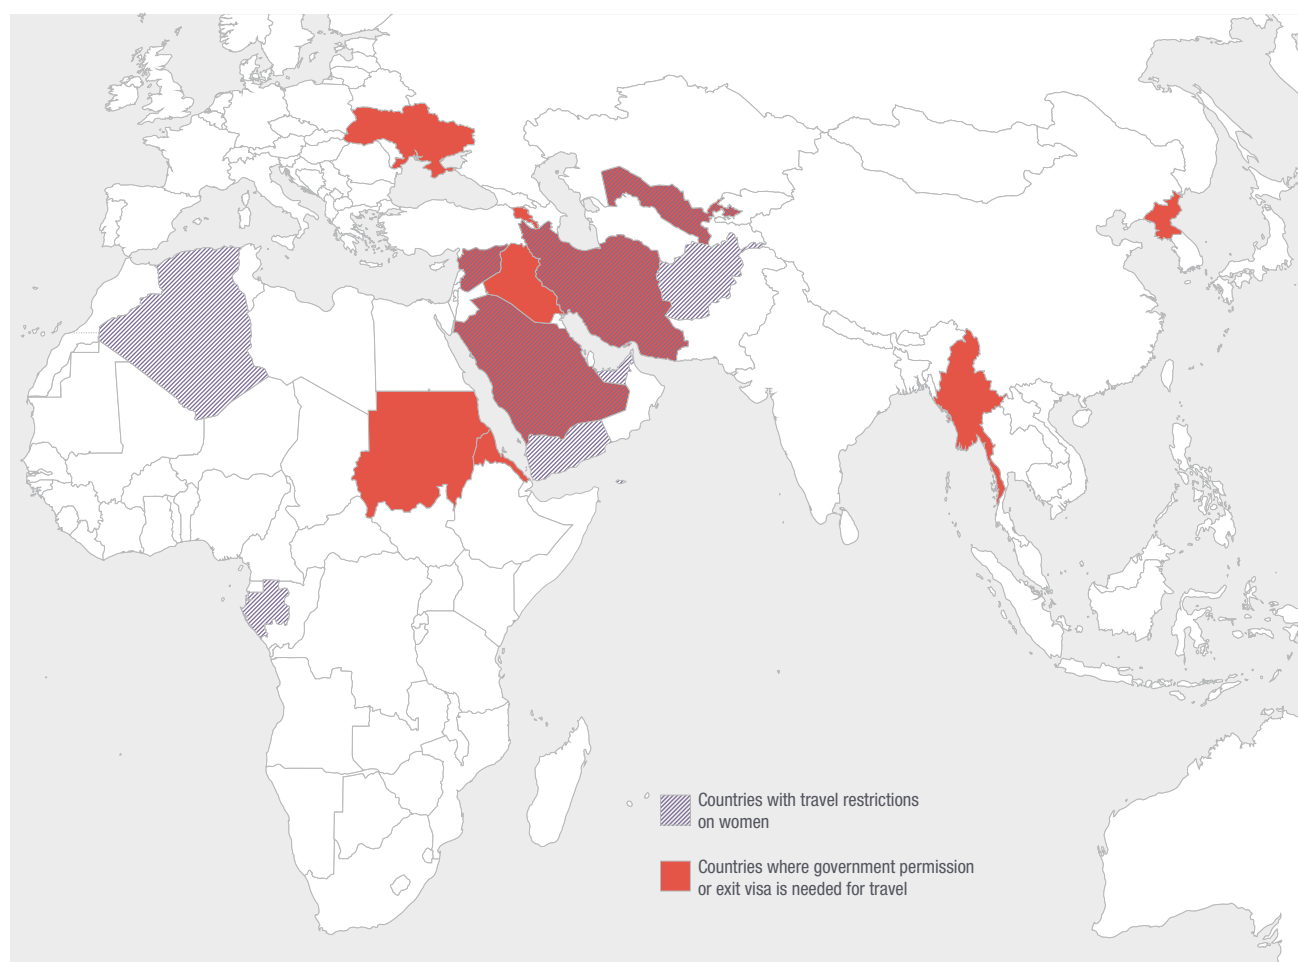 Countries with travel restrictions
on women
Countries where government permission
or exit visa is needed for travel